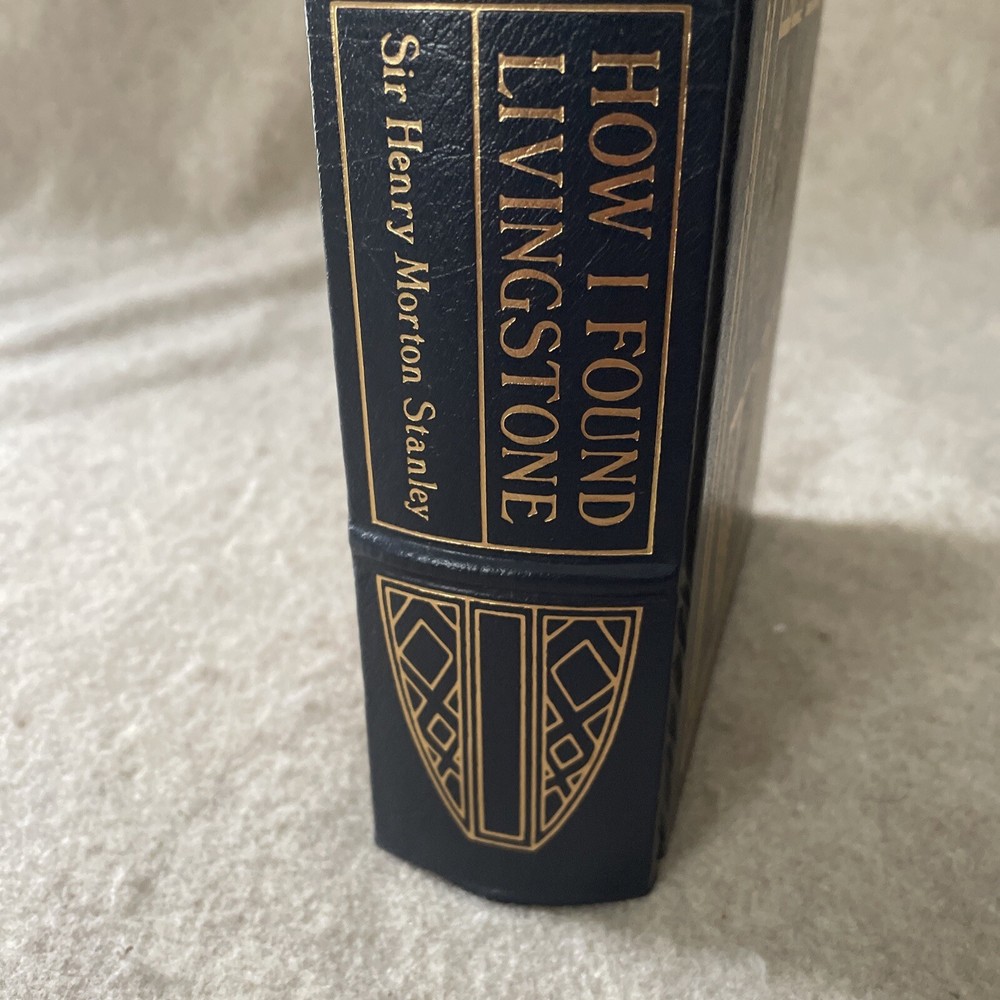 HOW I FOUND
LIVINGSTONE
Sir Henry Morton Stanley